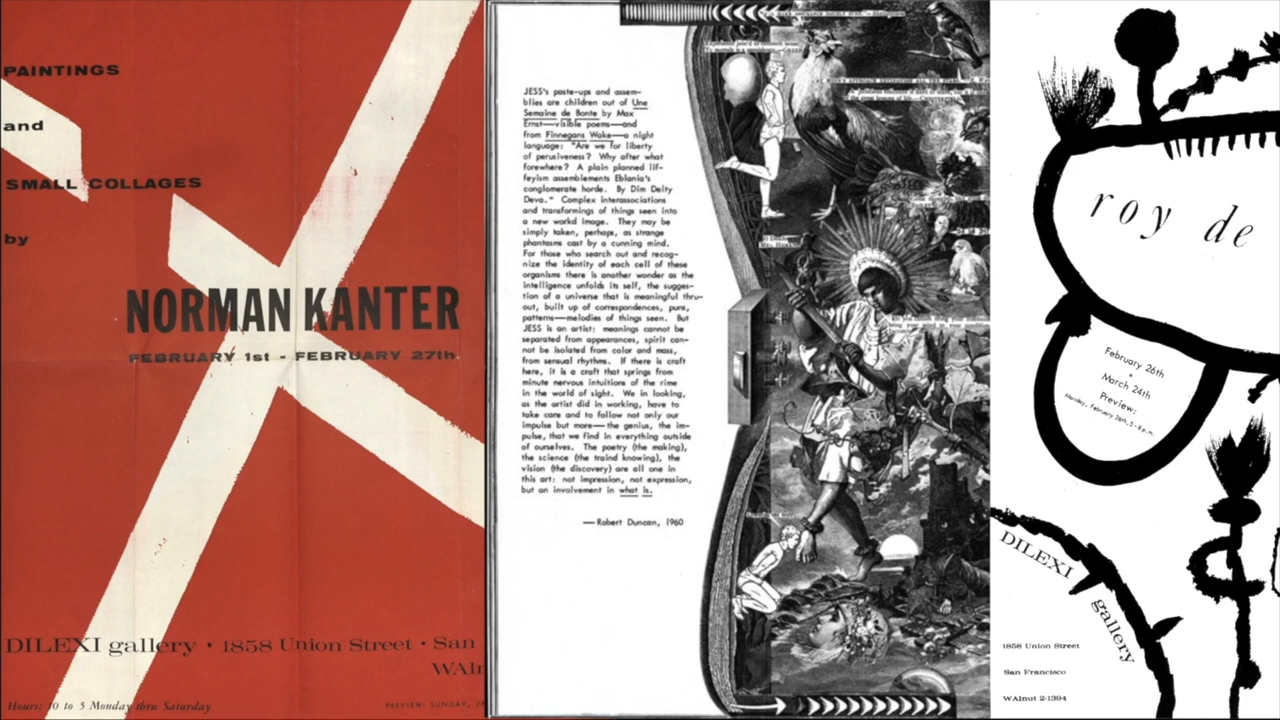 PAINTINGS
and
SMALL COLLAGES
by
NORMAN KANTER
FEBRUARY 1st - FEBRUARY 27th
DILEXI gallery • 1858 Union Street • San
WAln
Hours: 10 to 5 Monday thru Saturday
PREVIEW: SUNDAY,
JESS's paste-ups and assem-
blies are children out of Une
Semaine de Bonte by Max
Ernst—visible poems—and
from Finnegans Wake—a night
language: "Are we for liberty
of perusiveness? Why after what
forewhere? A plain planned lif-
feyism assemblements Eblania's
conglomerate horde. By Dim Delty
Deva." Complex interassociations
and transformings of things seen into
a new workd image. They may be
simply taken, perhaps, as strange
phantasms cast by a cunning mind.
For those who search out and recog-
nize the identity of each cell of these
organisms there is another wonder as the
intelligence unfolds its self, the sugges-
tion of a universe that is meaningful thru-
out, built up of correspondences, puns,
patterns—melodies of things seen. But
JESS is an artist: meanings cannot be
separated from appearances, spirit can-
not be isolated from color and mass,
from sensual rhythms. If there is craft
here, it is a craft that springs from
minute nervous intuitions of the rime
in the world of sight. We in looking,
as the artist did in working, have to
take care and to follow not only our
impulse but more—the genius, the im-
pulse, that we find in everything outside
of ourselves. The poetry (the making),
the science (the traind knowing), the
vision (the discovery) are all one in
this art: not impression, not expression,
but an involvement in what is.
—Robert Duncan, 1960
roy de
February 26th
•
March 24th
Preview:
Monday, February 26th, 5-8 p.m.
DILEXI
gallery
1858 Union Street
San Francisco
WAlnut 2-1394